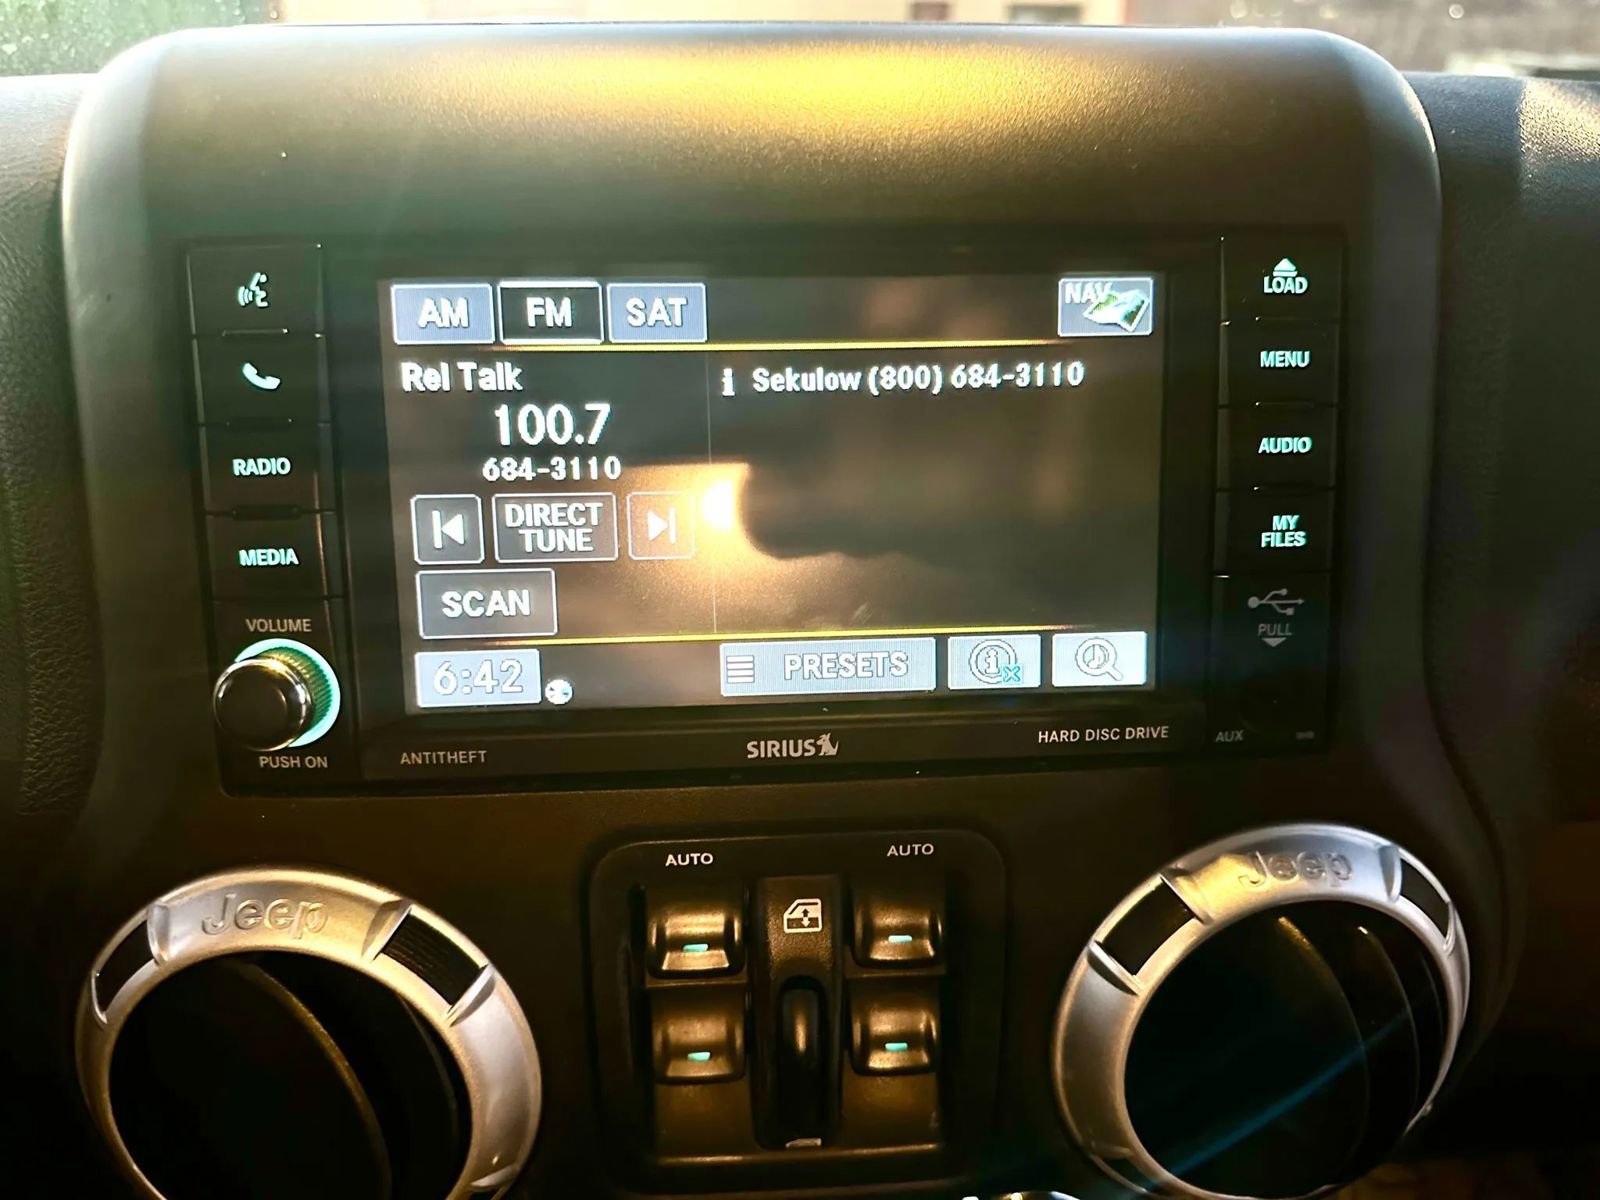 AM FM SAT NAV
Rel Talk
100.7
684-3110
i Sekulow (800) 684-3110
DIRECT
TUNE
SCAN
6:42
PRESETS
RADIO
MEDIA
VOLUME
PUSH ON
LOAD
MENU
AUDIO
MY
FILES
PULL
AUX
ANTITHEFT
SIRIUS
HARD DISC DRIVE
AUTO
AUTO
Jeep
Jeep